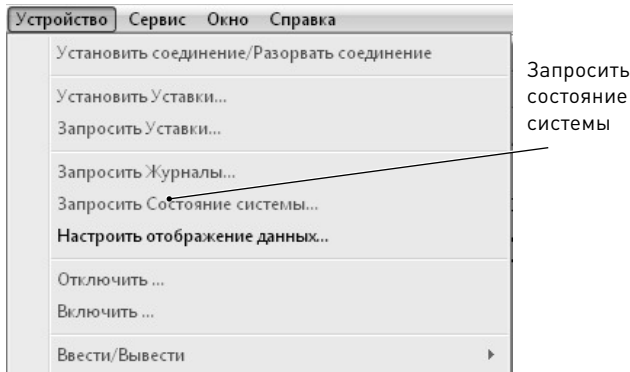 Устройство Сервис Окно Справка
Установить соединение/Разорвать соединение
Установить Уставки...
Запросить Уставки...
Запросить Журналы...
Запросить Состояние системы...
Настроить отображение данных...
Отключить ...
Включить ...
Ввести/Вывести
Запросить
состояние
системы